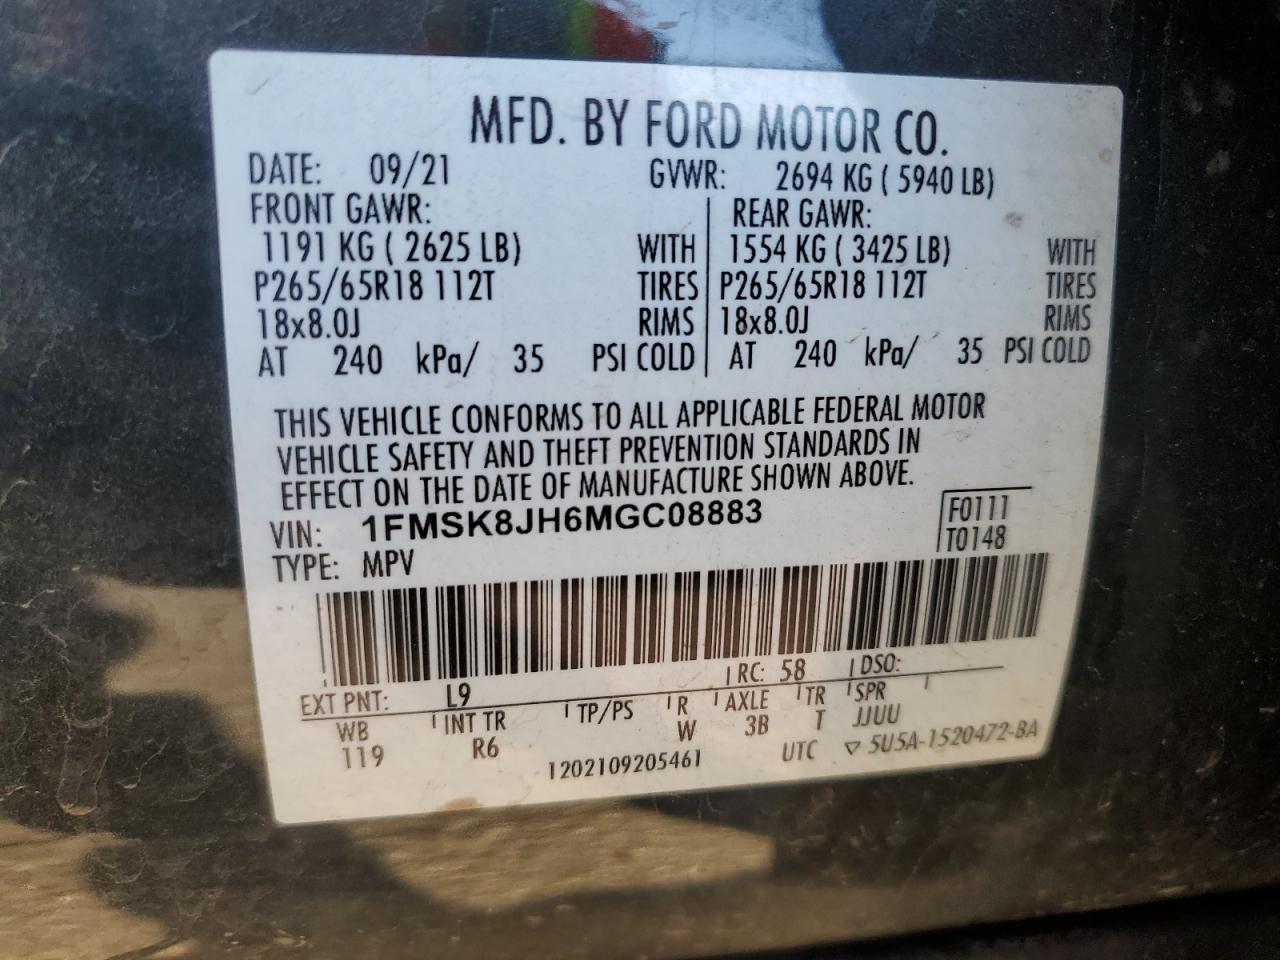 MFD. BY FORD MOTOR CO.
DATE: 09/21 GVWR: 2694 KG ( 5940 LB)
FRONT GAWR: REAR GAWR:
1191 KG ( 2625 LB) WITH 1554 KG ( 3425 LB) WITH
P265/65R18 112T TIRES P265/65R18 112T TIRES
18x8.0J RIMS 18x8.0J RIMS
AT 240 kPa/ 35 PSI COLD AT 240 kPa/ 35 PSI COLD
THIS VEHICLE CONFORMS TO ALL APPLICABLE FEDERAL MOTOR
VEHICLE SAFETY AND THEFT PREVENTION STANDARDS IN
EFFECT ON THE DATE OF MANUFACTURE SHOWN ABOVE.
VIN: 1FMSK8JH6MGC08883 F0111
TYPE: MPV T0148
EXT PNT: L9 RC: 58 DSO:
WB INT TR TP/PS R AXLE TR SPR
119 R6 W 3B T JJUU
1202109205461 UTC ▽ 5U5A-1520472-BA